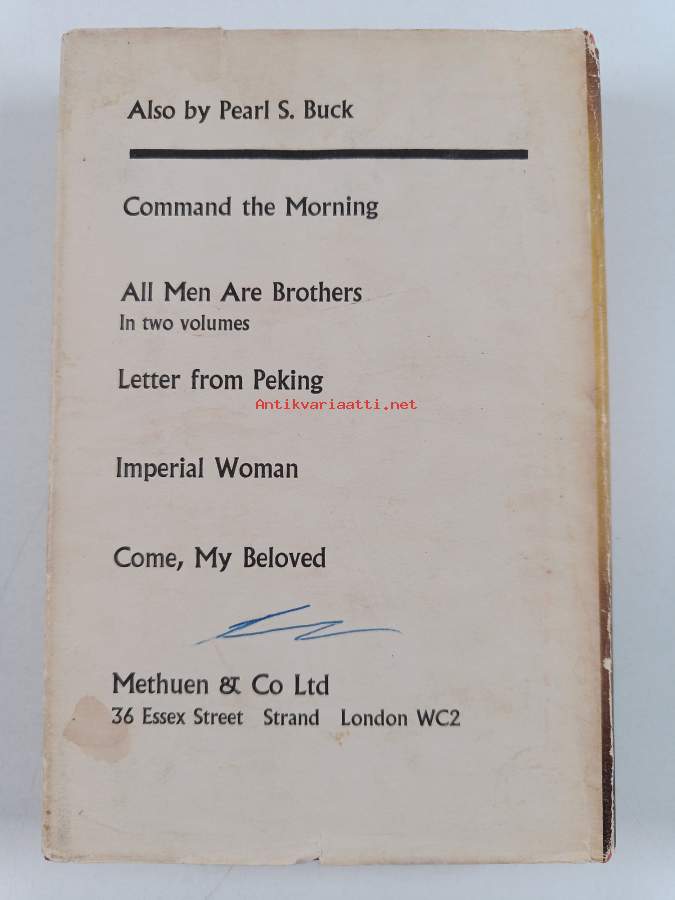 Also by Pearl S. Buck
Command the Morning
All Men Are Brothers
In two volumes
Letter from Peking
Antikvariaatti.net
Imperial Woman
Come, My Beloved
Methuen & Co Ltd
36 Essex Street Strand London WC2